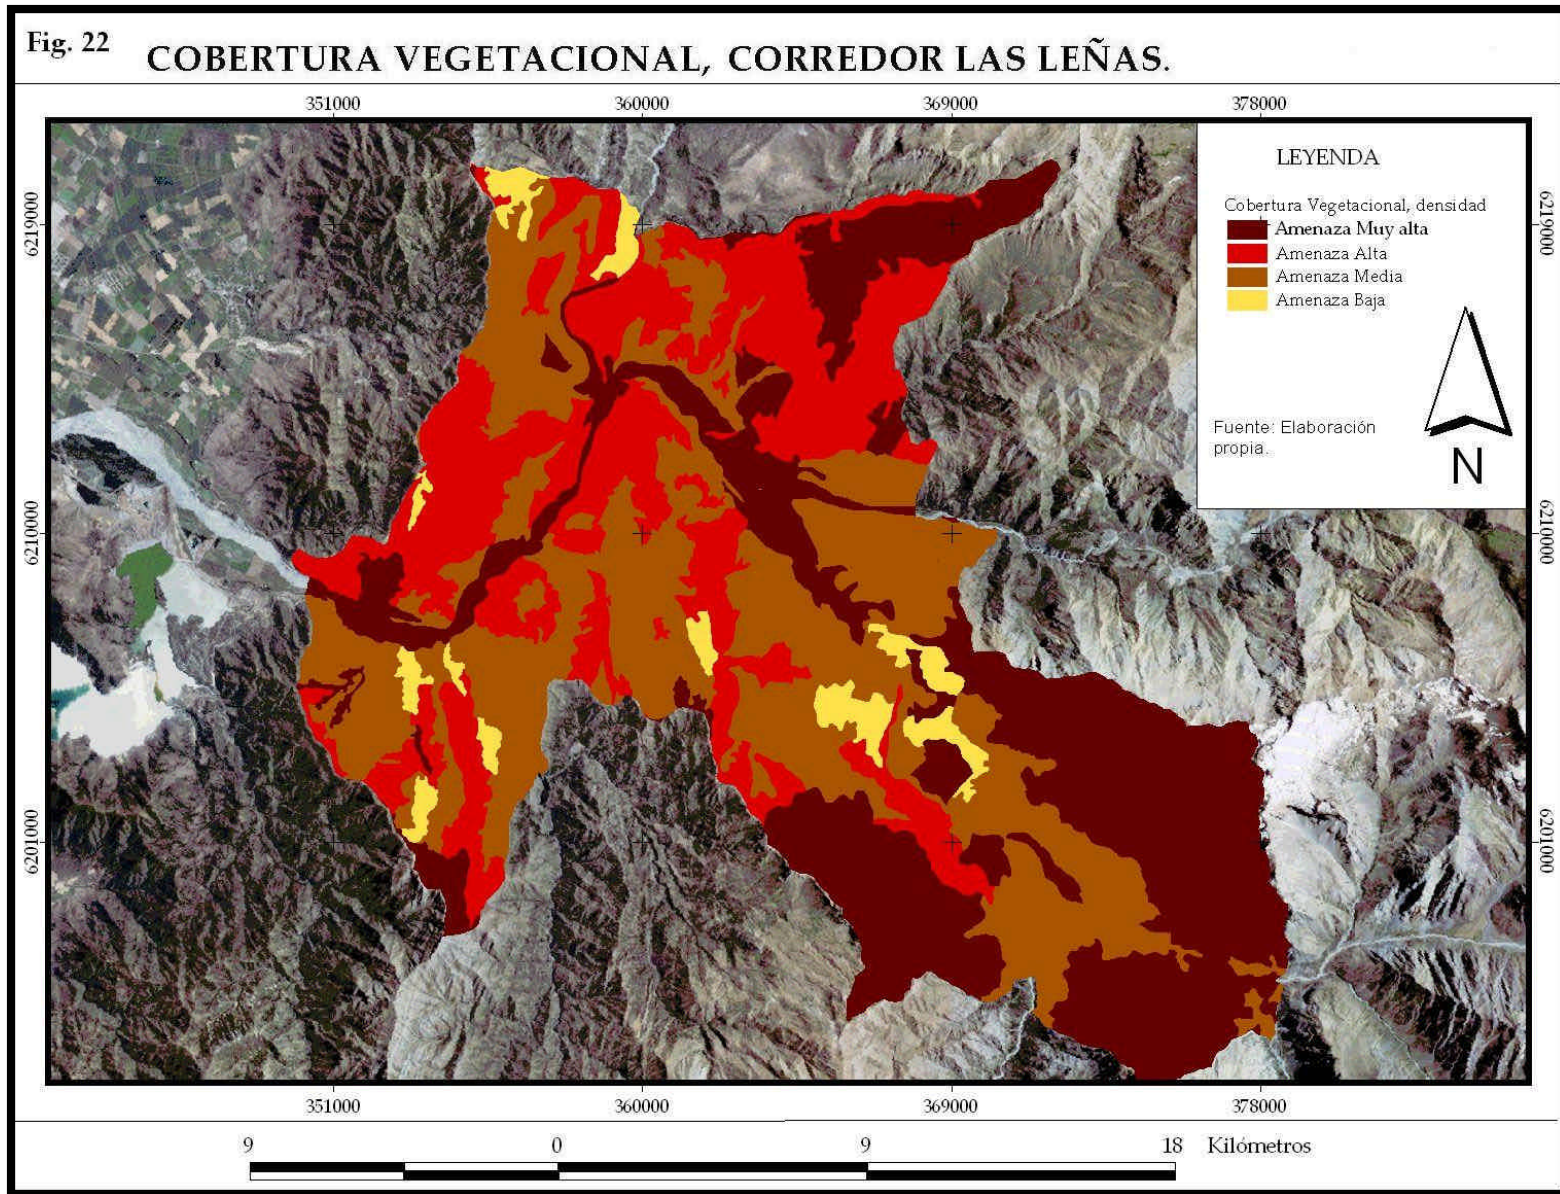 Fig. 22
COBERTURA VEGETACIONAL, CORREDOR LAS LEÑAS.
351000 360000 369000 378000
LEYENDA
Cobertura Vegetacional, densidad
Amenaza Muy alta
Amenaza Alta
Amenaza Media
Amenaza Baja
Fuente: Elaboración
propia.
N
6219000 6219000
6210000 6210000
6201000 6201000
351000 360000 369000 378000
9 0 9 18 Kilómetros